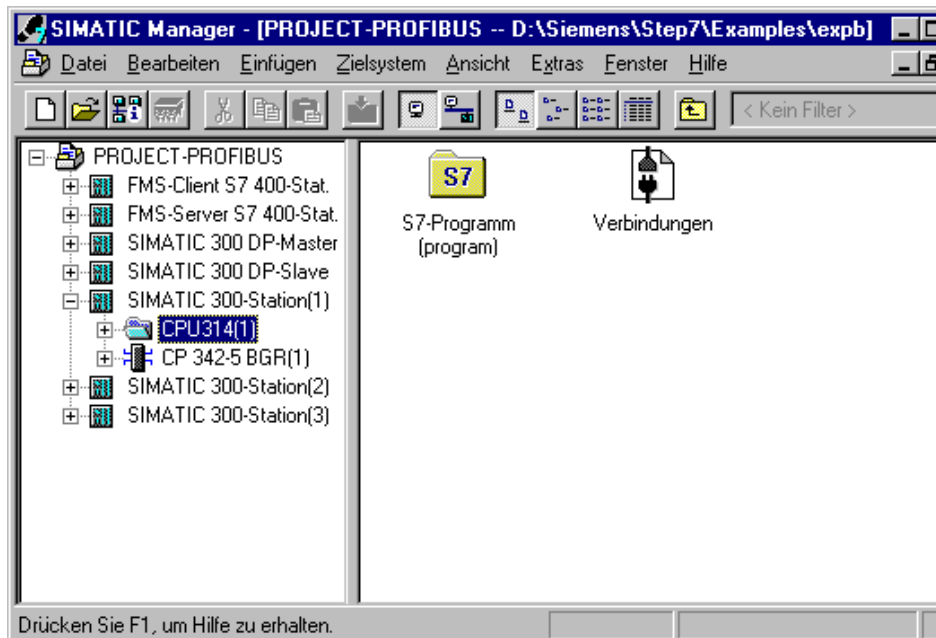 SIMATIC Manager - [PROJECT-PROFIBUS -- D:\Siemens\Step7\Examples\expb]
Datei Bearbeiten Einfügen Zielsystem Ansicht Extras Fenster Hilfe
< Kein Filter >
PROJECT-PROFIBUS
FMS-Client S7 400-Stat.
FMS-Server S7 400-Stat.
SIMATIC 300 DP-Master
SIMATIC 300 DP-Slave
SIMATIC 300-Station(1)
CPU314(1)
CP 342-5 BGR(1)
SIMATIC 300-Station(2)
SIMATIC 300-Station(3)
S7
S7-Programm
(program)
Verbindungen
Drücken Sie F1, um Hilfe zu erhalten.